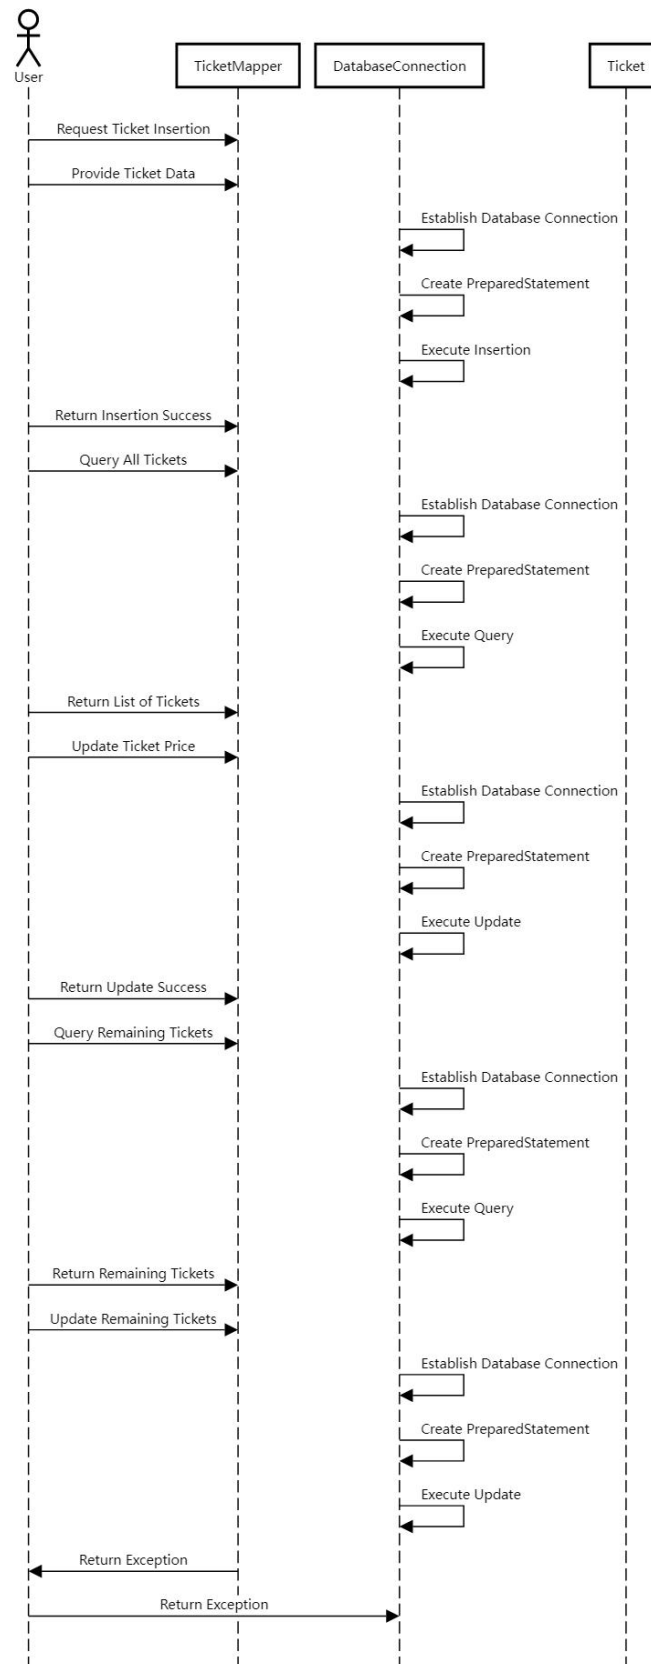 User
TicketMapper
DatabaseConnection
Ticket
Request Ticket Insertion
Provide Ticket Data
Establish Database Connection
Create PreparedStatement
Execute Insertion
Return Insertion Success
Query All Tickets
Establish Database Connection
Create PreparedStatement
Execute Query
Return List of Tickets
Update Ticket Price
Establish Database Connection
Create PreparedStatement
Execute Update
Return Update Success
Query Remaining Tickets
Establish Database Connection
Create PreparedStatement
Execute Query
Return Remaining Tickets
Update Remaining Tickets
Establish Database Connection
Create PreparedStatement
Execute Update
Return Exception
Return Exception